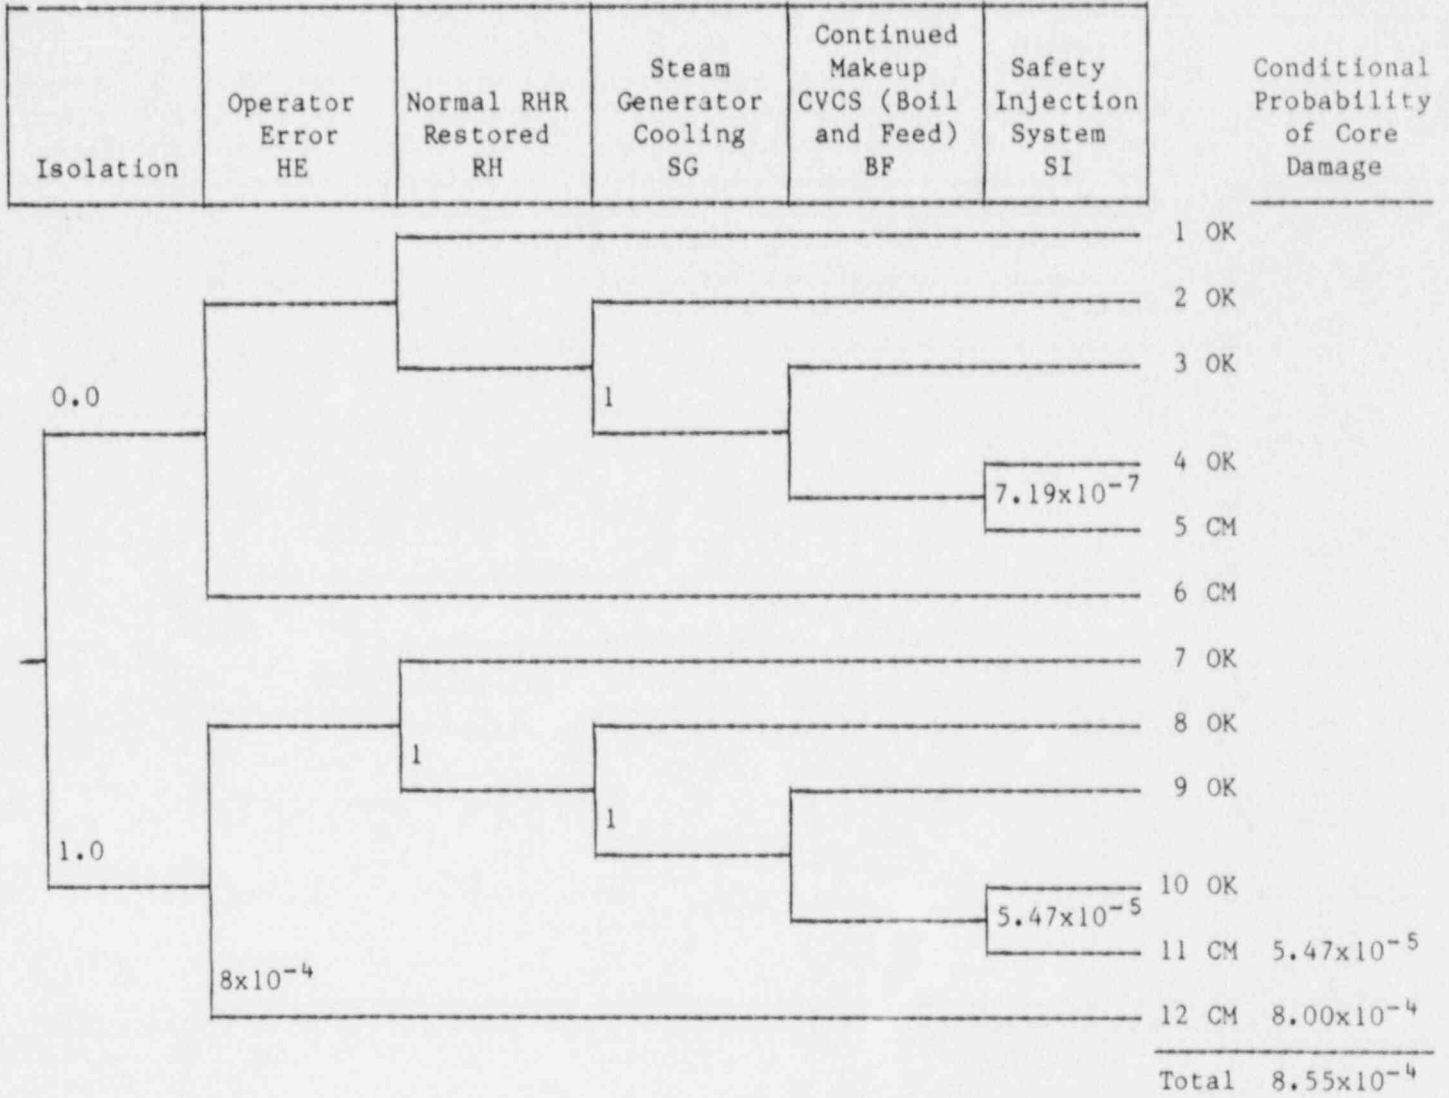 Isolation
Operator
Error
HE
Normal RHR
Restored
RH
Steam
Generator
Cooling
SG
Continued
Makeup
CVCS (Boil
and Feed)
BF
Safety
Injection
System
SI
Conditional
Probability
of Core
Damage
1 OK
2 OK
3 OK
0.0
1
4 OK
7.19x10⁻⁷
5 CM
6 CM
7 OK
8 OK
1
9 OK
1
1.0
10 OK
5.47x10⁻⁵
11 CM 5.47x10⁻⁵
8x10⁻⁴
12 CM 8.00x10⁻⁴
Total 8.55x10⁻⁴